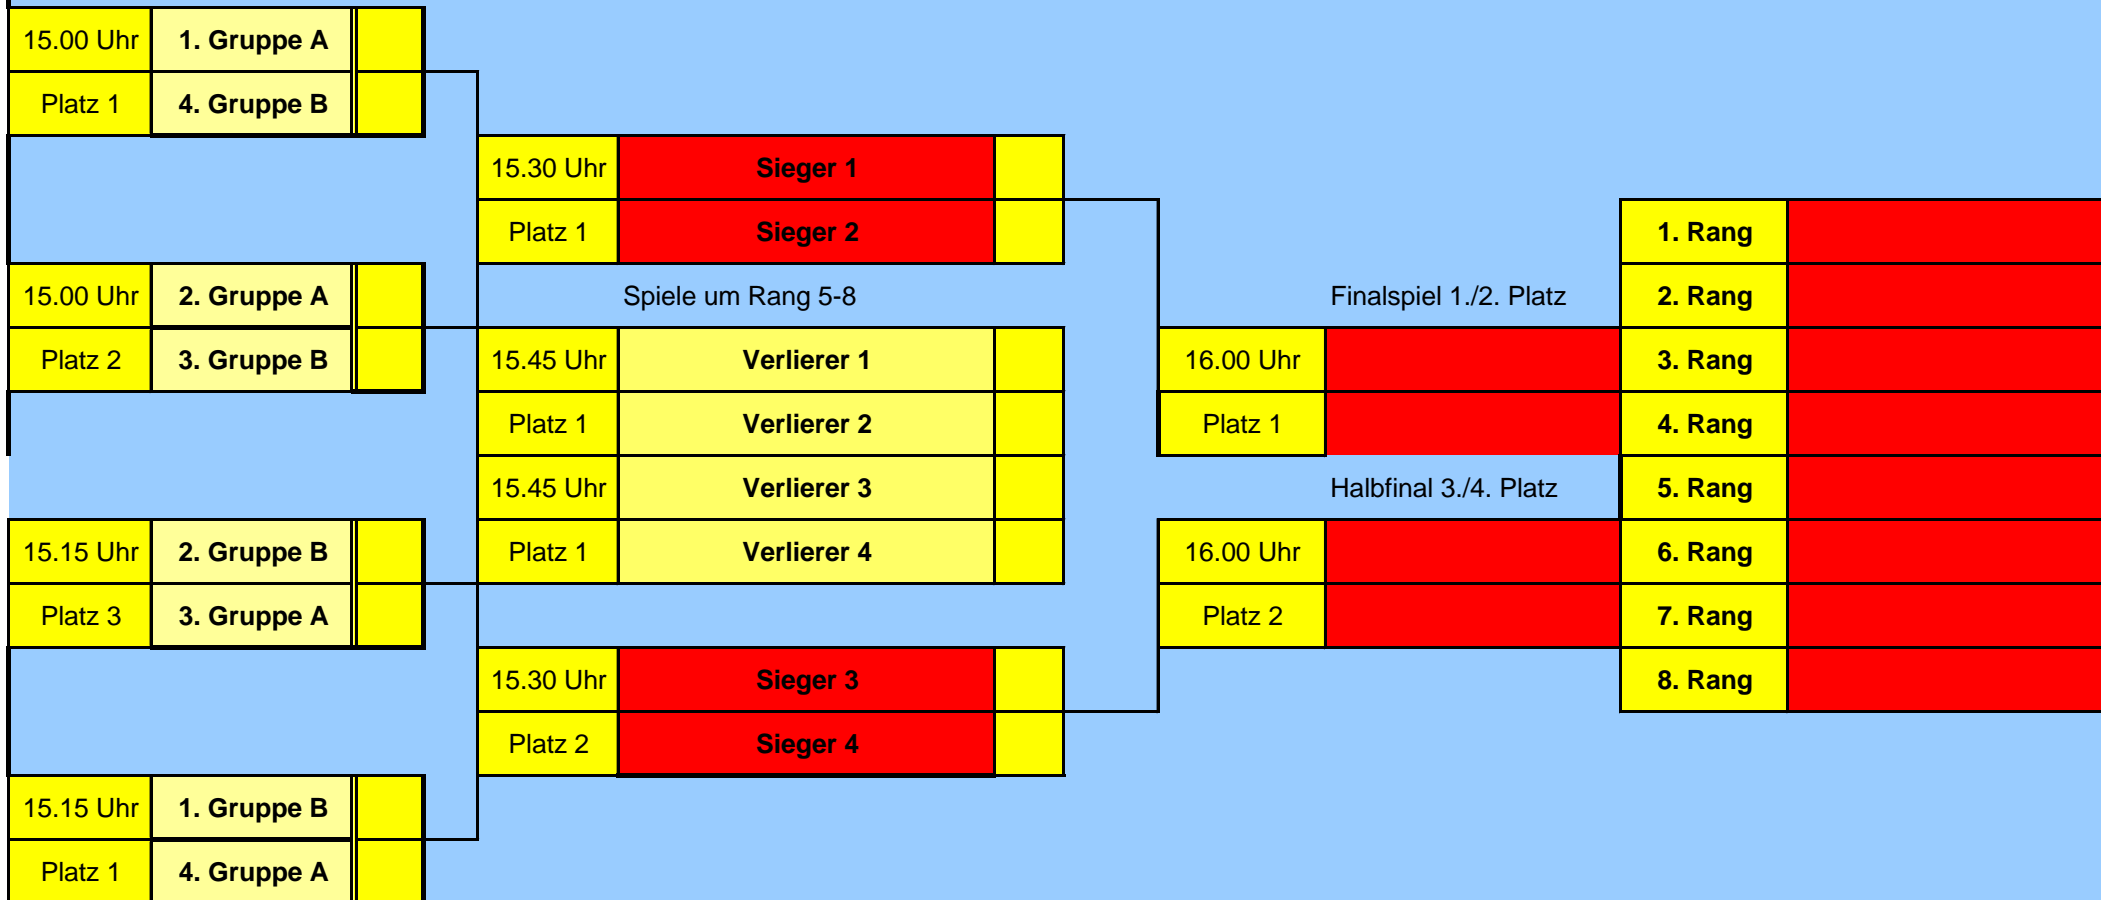 15.00 Uhr 1. Gruppe A
Platz 1 4. Gruppe B
15.30 Uhr Sieger 1
Platz 1 Sieger 2 1. Rang
15.00 Uhr 2. Gruppe A Spiele um Rang 5-8 Finalspiel 1./2. Platz 2. Rang
Platz 2 3. Gruppe B 15.45 Uhr Verlierer 1 16.00 Uhr 3. Rang
Platz 1 Verlierer 2 Platz 1 4. Rang
15.45 Uhr Verlierer 3 Halbfinal 3./4. Platz 5. Rang
15.15 Uhr 2. Gruppe B Platz 1 Verlierer 4 16.00 Uhr 6. Rang
Platz 3 3. Gruppe A Platz 2 7. Rang
15.30 Uhr Sieger 3 8. Rang
Platz 2 Sieger 4
15.15 Uhr 1. Gruppe B
Platz 1 4. Gruppe A